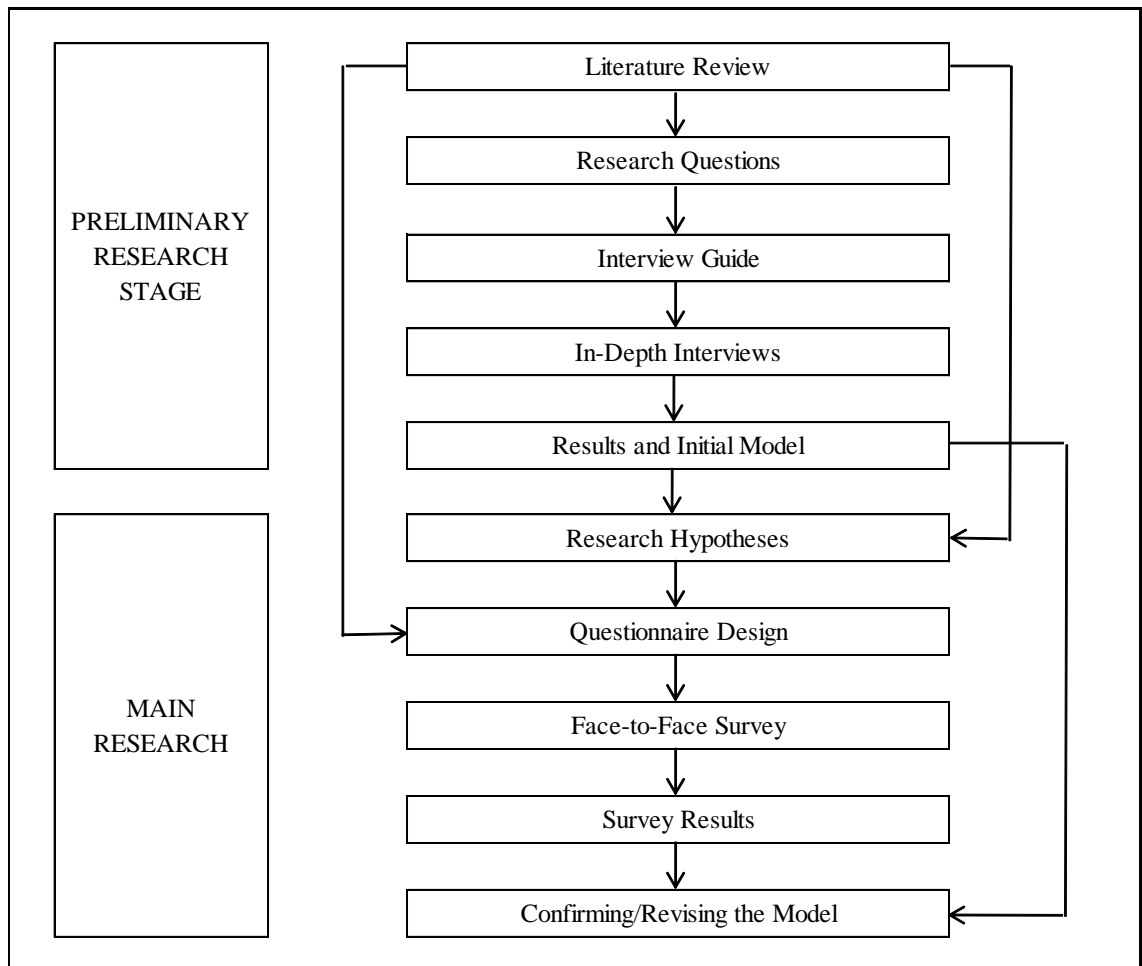 PRELIMINARY
RESEARCH
STAGE
Literature Review
Research Questions
Interview Guide
In-Depth Interviews
Results and Initial Model
MAIN
RESEARCH
Research Hypotheses
Questionnaire Design
Face-to-Face Survey
Survey Results
Confirming/Revising the Model